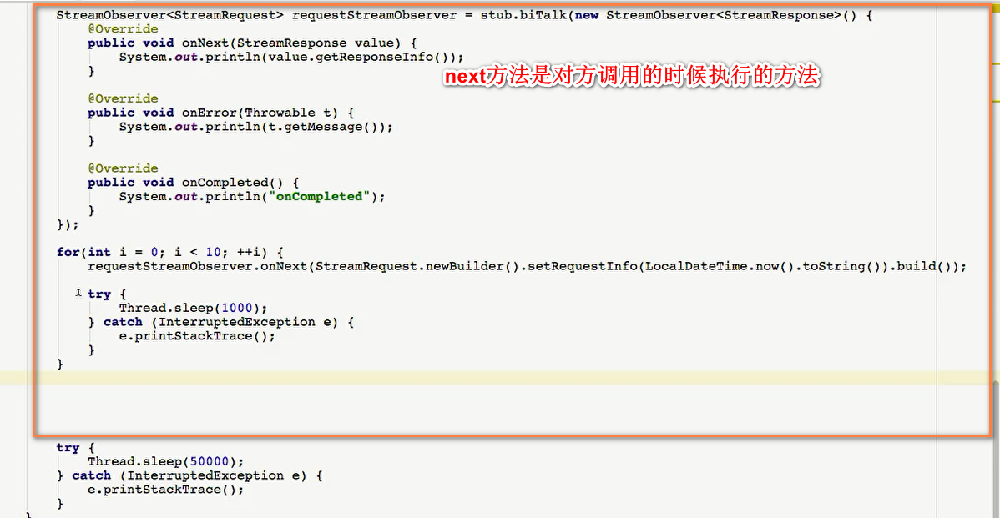 StreamObserver<StreamRequest> requestStreamObserver = stub.biTalk(new StreamObserver<StreamResponse>() {
@Override
public void onNext(StreamResponse value) {
System.out.println(value.getResponseInfo());
}
next方法是对方调用的时候执行的方法
@Override
public void onError(Throwable t) {
System.out.println(t.getMessage());
}
@Override
public void onCompleted() {
System.out.println("onCompleted");
}
});
for(int i = 0; i < 10; ++i) {
requestStreamObserver.onNext(StreamRequest.newBuilder().setRequestInfo(LocalDateTime.now().toString()).build());
try {
Thread.sleep(1000);
} catch (InterruptedException e) {
e.printStackTrace();
}
}
try {
Thread.sleep(50000);
} catch (InterruptedException e) {
e.printStackTrace();
}
}